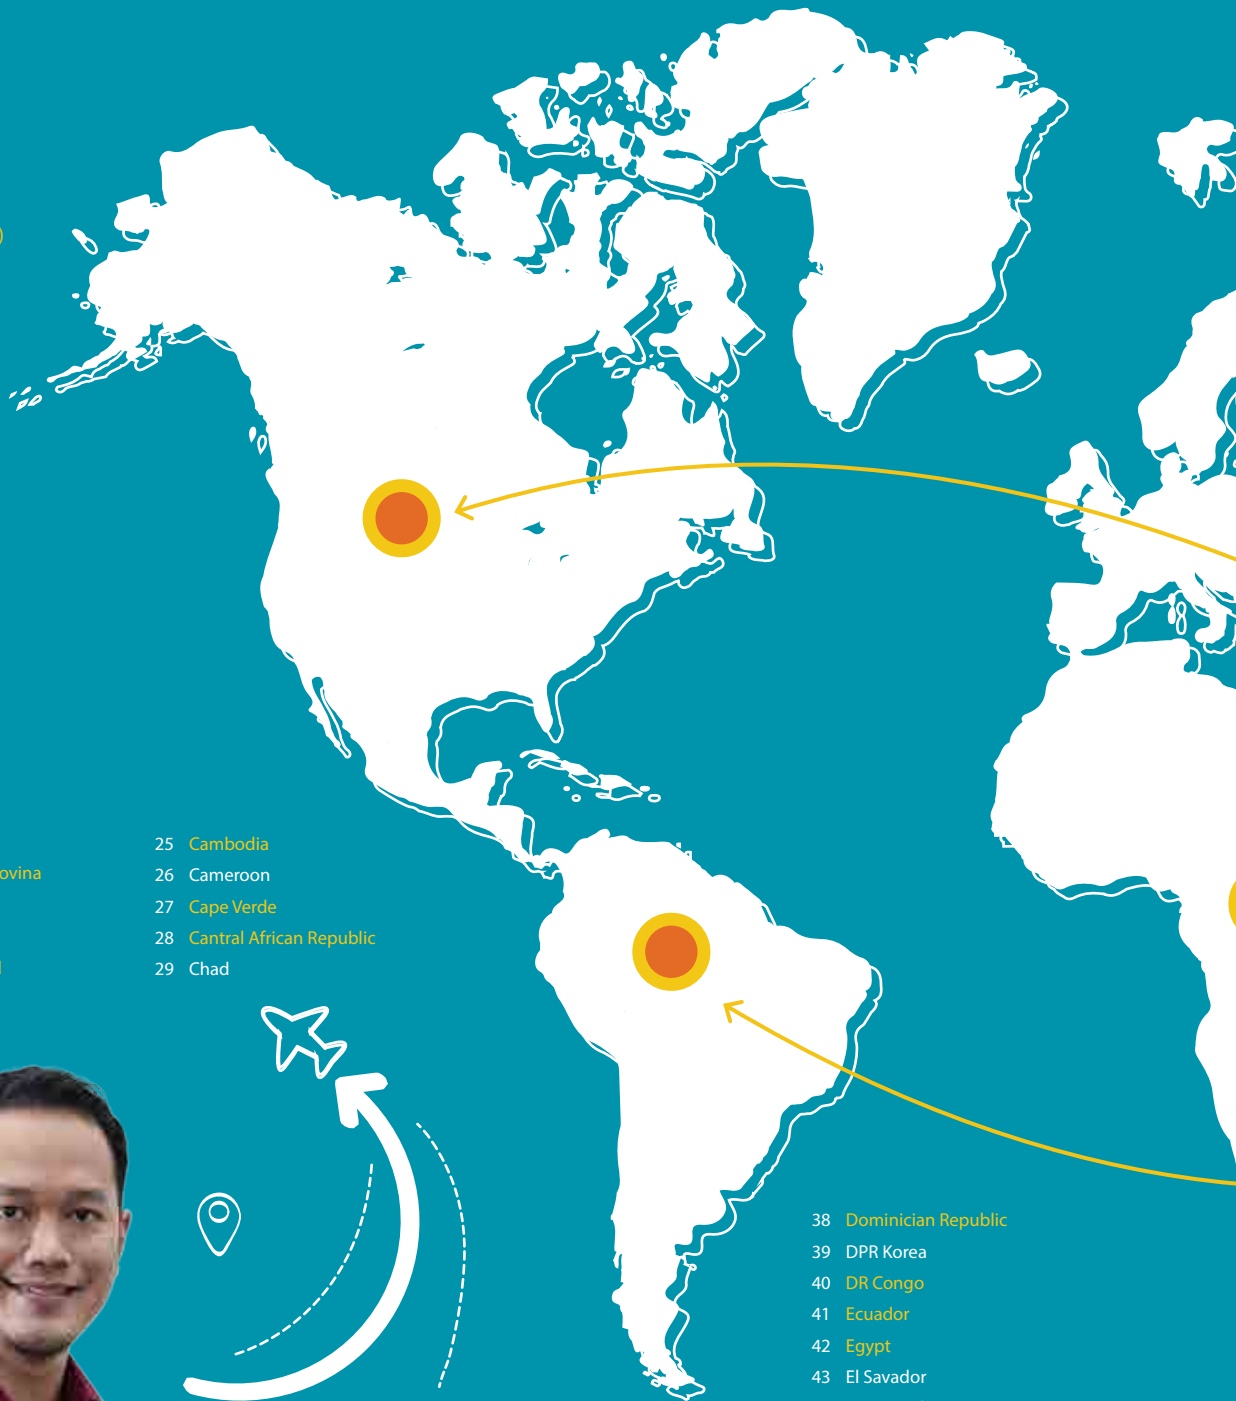 )
ovina
25 Cambodia
26 Cameroon
27 Cape Verde
28 Cantral African Republic
29 Chad
38 Dominician Republic
39 DPR Korea
40 DR Congo
41 Ecuador
42 Egypt
43 El Savador